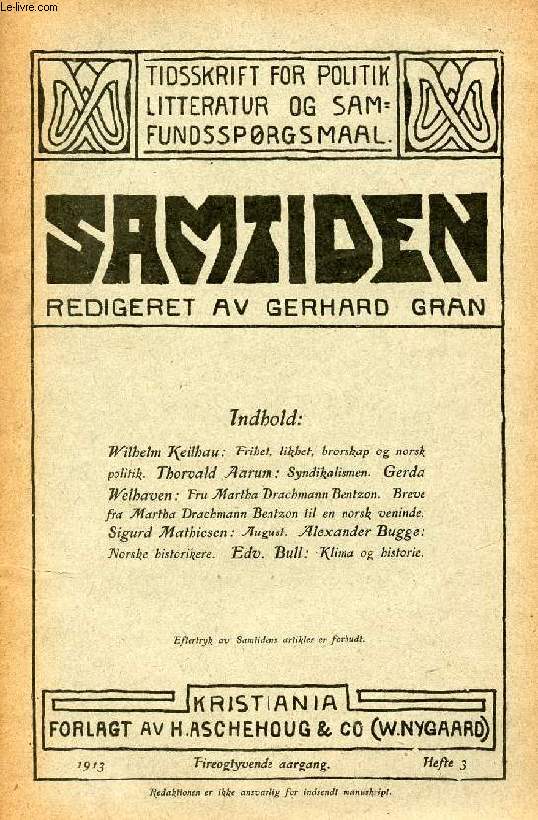 Le-livre.com
TIDSSKRIFT FOR POLITIK
LITTERATUR OG SAM=
FUNDSSPØRGSMAAL.
SAMTIDEN
REDIGERET AV GERHARD GRAN
Indhold:
Wilhelm Keilhau: Frihet, likhet, brorskap og norsk
politik. Thorvald Aarum: Syndikalismen. Gerda
Welhaven: Fru Martha Drachmann Bentzon. Breve
fra Martha Drachmann Bentzon til en norsk veninde.
Sigurd Mathiesen: August. Alexander Bugge:
Norske historikere. Edv. Bull: Klima og historie.
Eftertryk av Samtidens artikler er forbudt.
KRISTIANIA
FORLAGT AV H. ASCHEHOUG & CO (W. NYGAARD)
1913 Fireogtyvende aargang. Hefte 3
Redaktionen er ikke ansvarlig for indsendt manuskript.